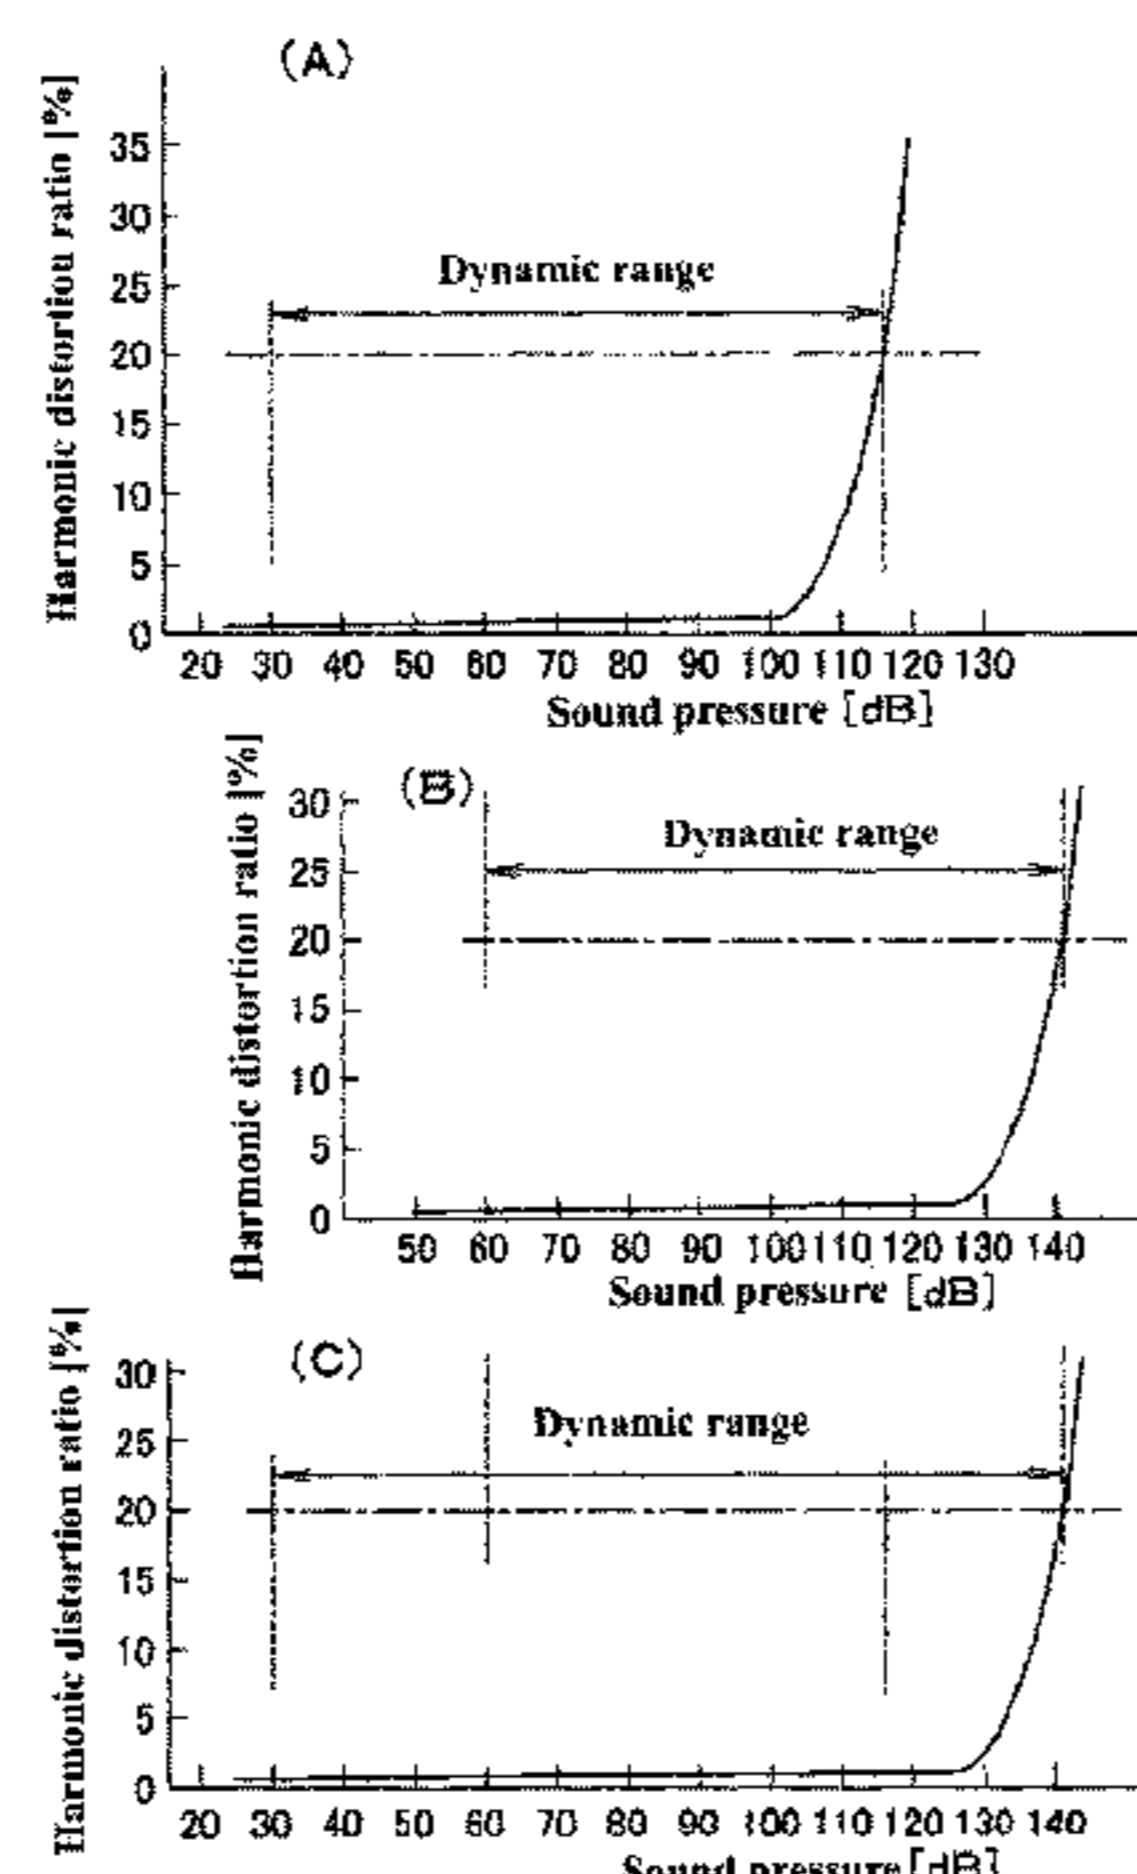 (A)
Harmonic distortion ratio [%]
35
30
25
20
15
10
5
0
Dynamic range
20 30 40 50 60 70 80 90 100 110 120 130
Sound pressure [dB]
(B)
Harmonic distortion ratio [%]
30
25
20
15
10
5
0
Dynamic range
50 60 70 80 90 100 110 120 130 140
Sound pressure [dB]
(C)
Harmonic distortion ratio [%]
30
25
20
15
10
5
0
Dynamic range
20 30 40 50 60 70 80 90 100 110 120 130 140
Sound pressure [dB]